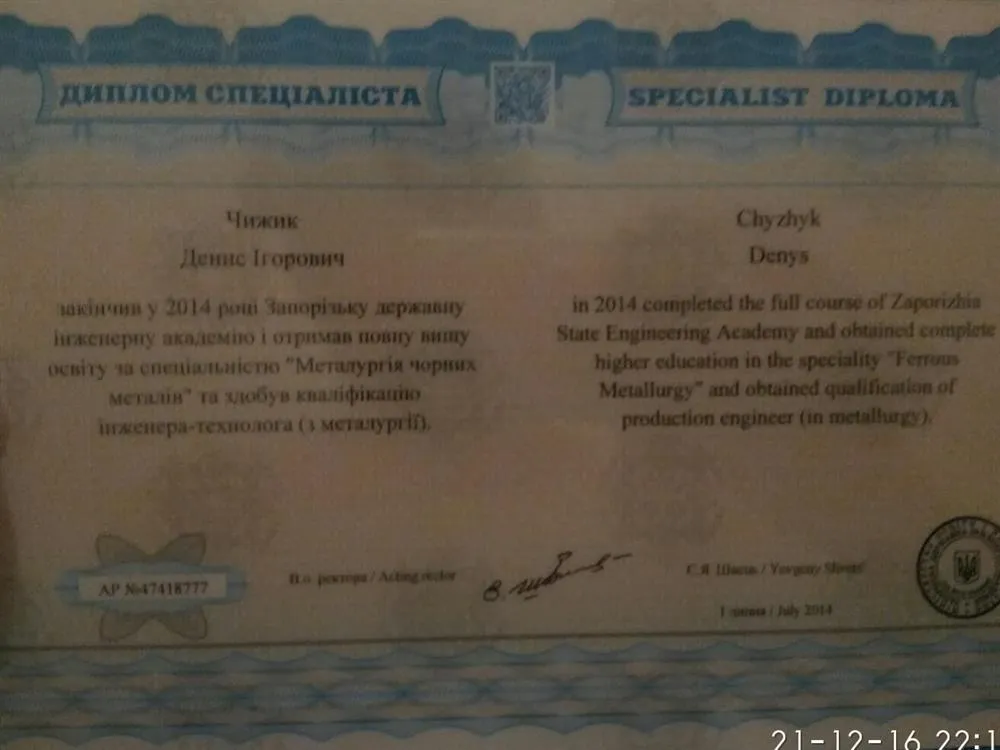 ДИПЛОМ СПЕЦІАЛІСТА
Чижик
Денис Ігорович
закінчив у 2014 році Запорізьку державну
інженерну академію і отримав повну вищу
освіту за спеціальністю "Металургія чорних
металів" та здобув кваліфікацію
інженера-технолога (з металургії).
SPECIALIST DIPLOMA
Chyzhyk
Denys
in 2014 completed the full course of Zaporizhia
State Engineering Academy and obtained complete
higher education in the speciality "Ferrous
Metallurgy" and obtained qualification of
production engineer (in metallurgy).
АР №47418777
В.о. ректора / Acting rector
/ Yevgeny
1 липня / July 2014
21-12-16 22:1